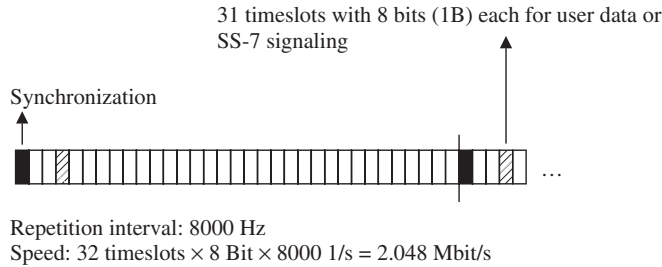 31 timeslots with 8 bits (1B) each for user data or
SS-7 signaling
Synchronization
...
Repetition interval: 8000 Hz
Speed: 32 timeslots × 8 Bit × 8000 1/s = 2.048 Mbit/s